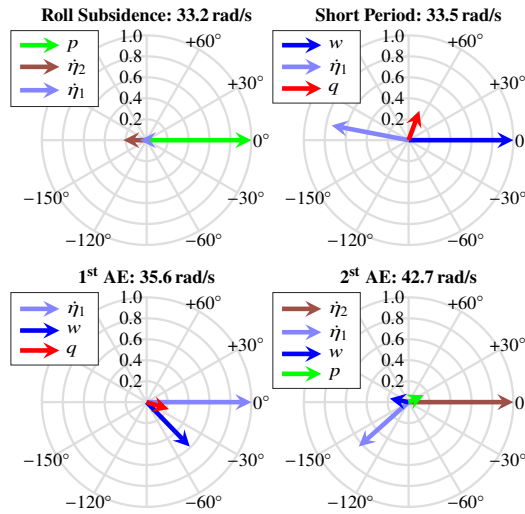 Roll Subsidence: 33.2 rad/s
p
η̇₂
η̇₁
1.0
0.8
0.6
0.4
0.2
+60°
+30°
0°
−30°
−60°
−120°
−150°
Short Period: 33.5 rad/s
w
η̇₁
q
1.0
0.8
0.6
0.4
0.2
+60°
+30°
0°
−30°
−60°
−120°
−150°
1ˢᵗ AE: 35.6 rad/s
η̇₁
w
q
1.0
0.8
0.6
0.4
0.2
+60°
+30°
0°
−30°
−60°
−120°
−150°
2ˢᵗ AE: 42.7 rad/s
η̇₂
η̇₁
w
p
1.0
0.8
0.6
0.4
0.2
+60°
+30°
0
−30°
−60°
−120°
−150°